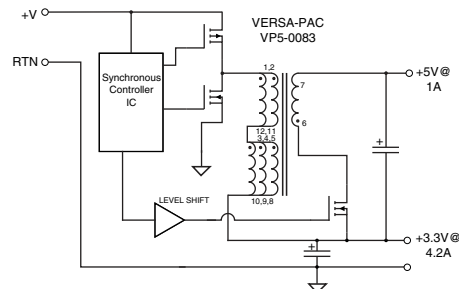 VERSA-PAC
VP5-0083
+V
RTN
Synchronous
Controller
IC
1,2
7
+5V@
1A
6
12,11
3,4,5
10,9,8
LEVEL SHIFT
+
+3.3V@
4.2A
+